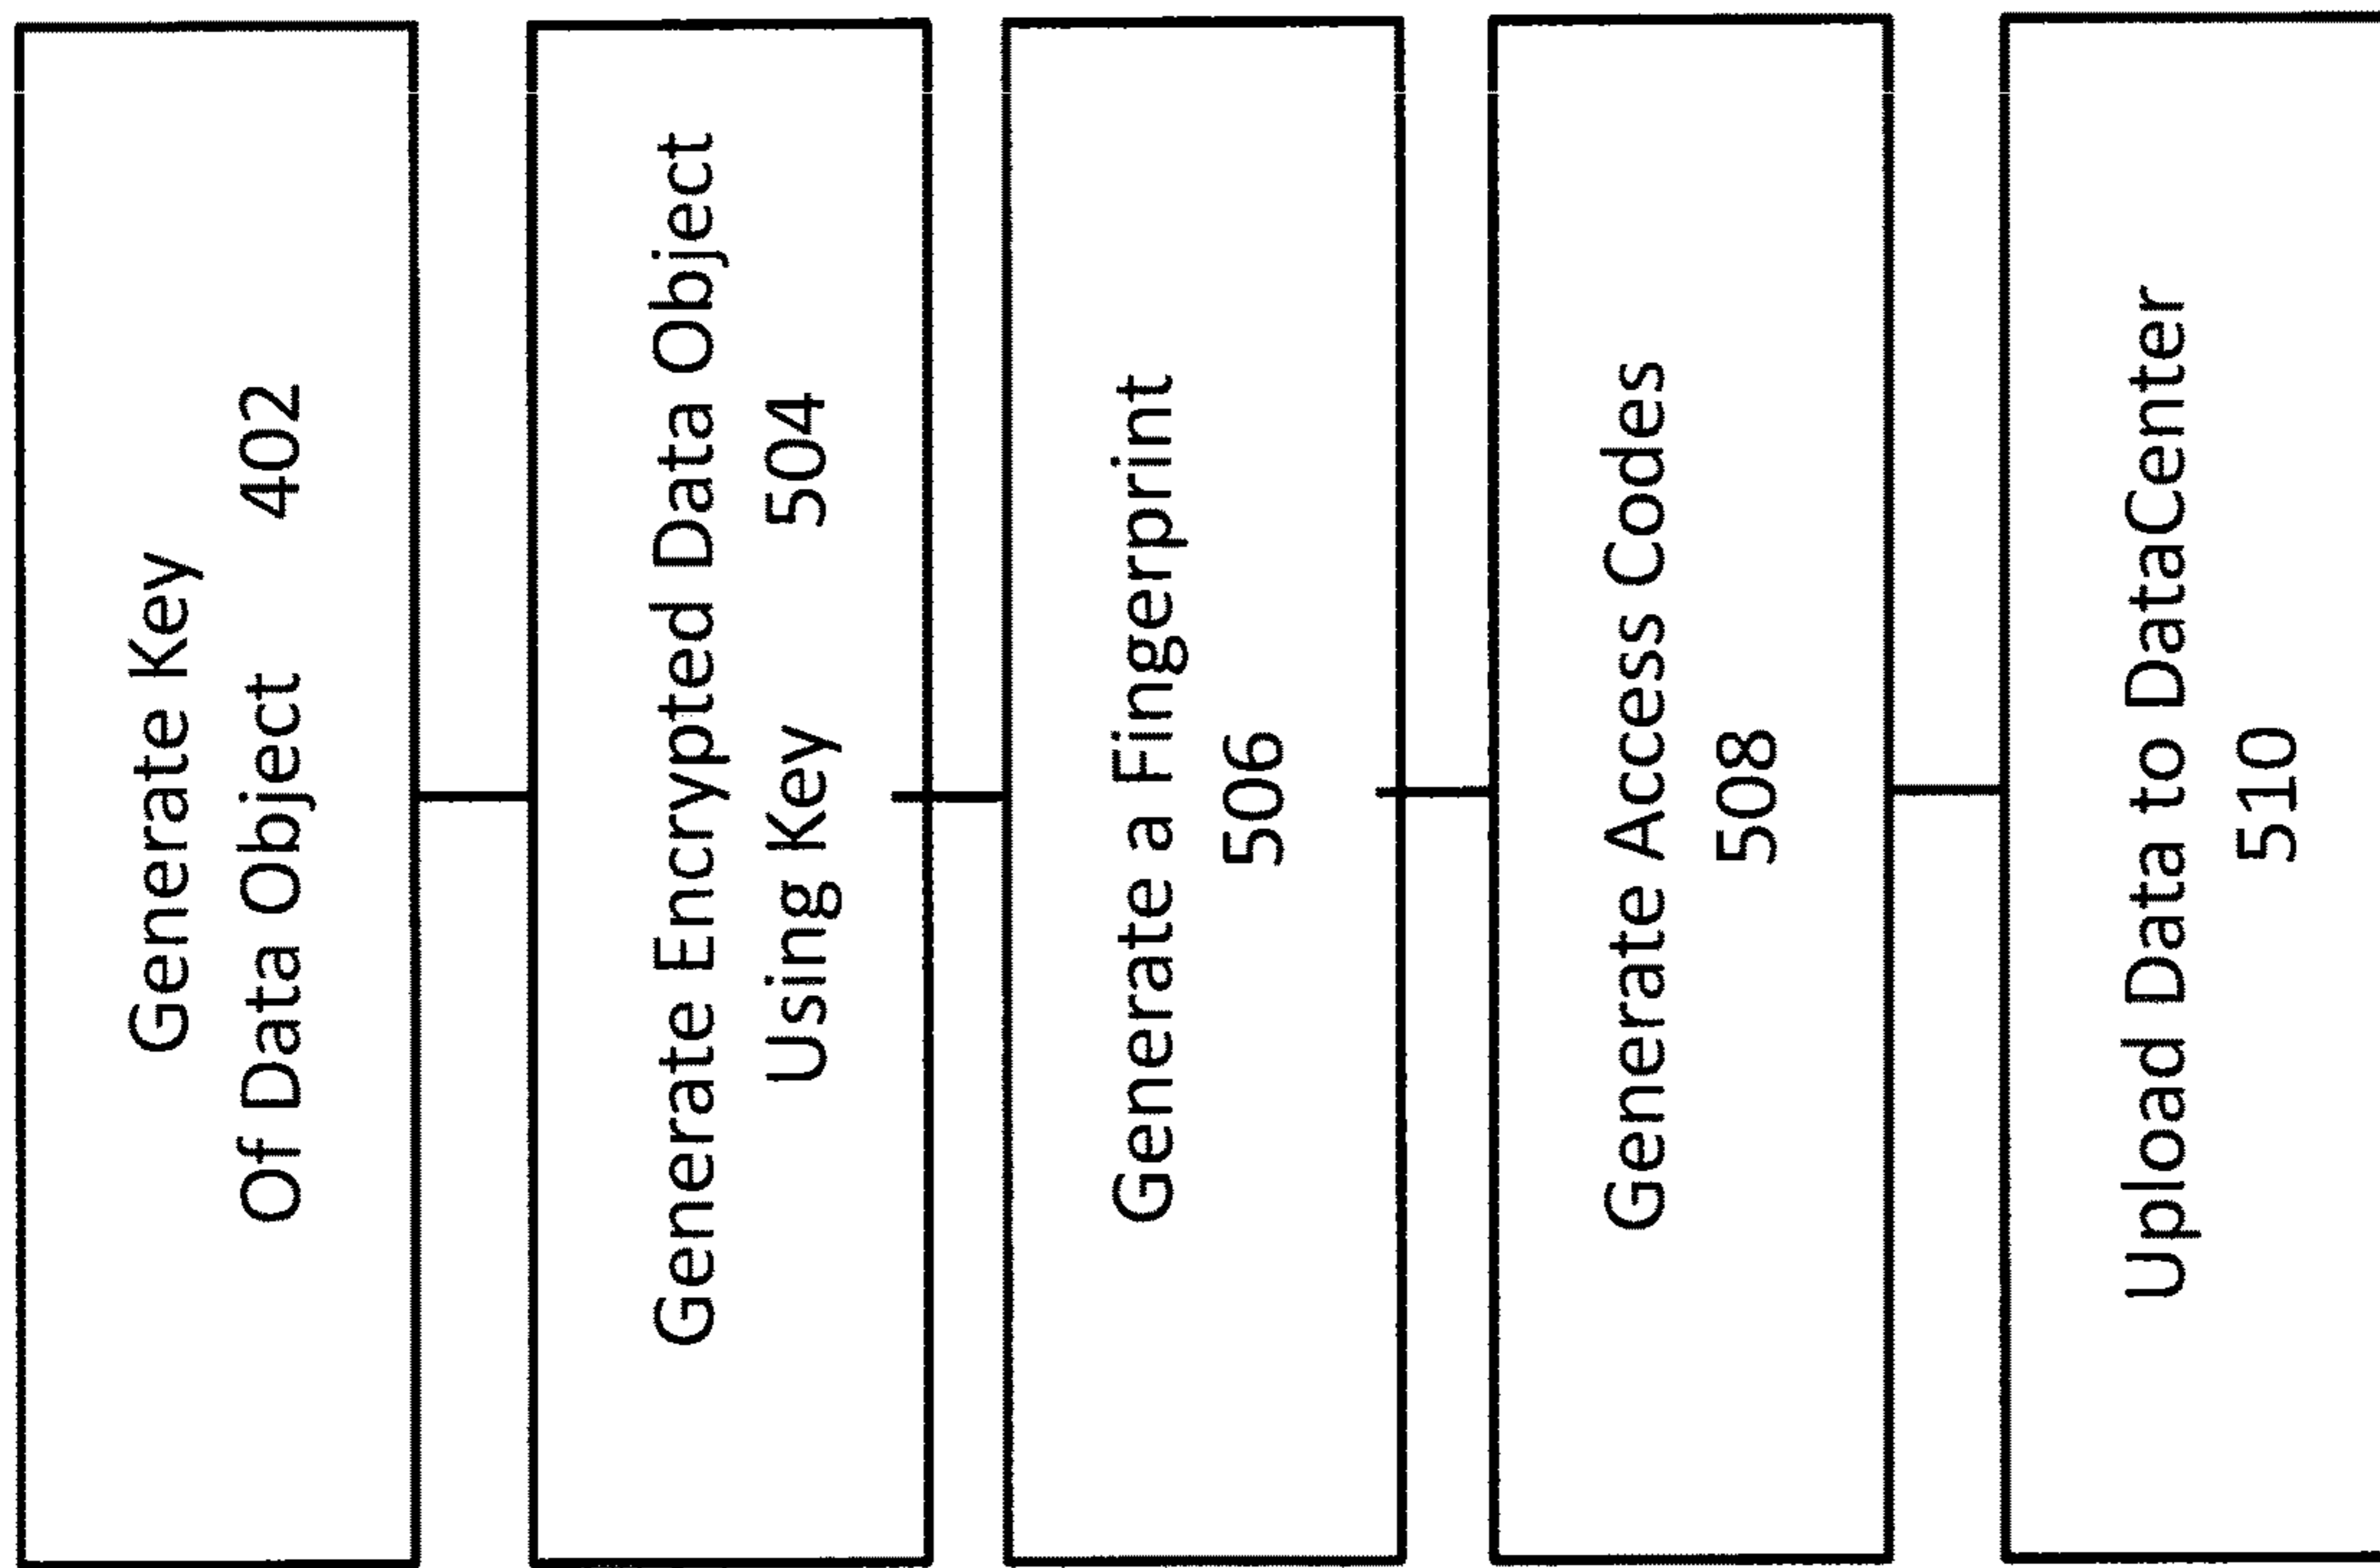 Generate Key
Of Data Object 402
Generate Encrypted Data Object
Using Key 504
Generate a Fingerprint
506
Generate Access Codes
508
Upload Data to DataCenter
510